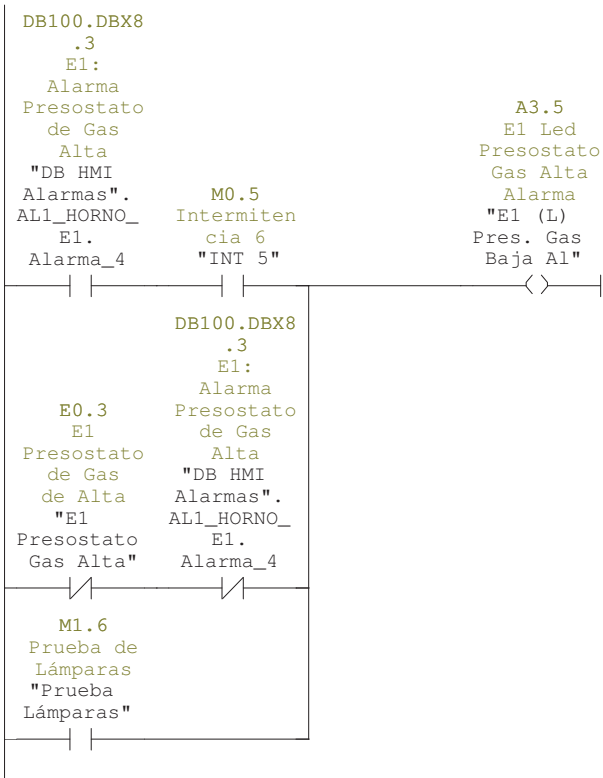 DB100.DBX8
.3
E1:
Alarma
Presostato
de Gas
Alta
"DB HMI
Alarmas".
AL1_HORNO_
E1.
Alarma_4
M0.5
Intermiten
cia 6
"INT 5"
A3.5
E1 Led
Presostato
Gas Alta
Alarma
"E1 (L)
Pres. Gas
Baja Al"
E0.3
E1
Presostato
de Gas
de Alta
"E1
Presostato
Gas Alta"
DB100.DBX8
.3
E1:
Alarma
Presostato
de Gas
Alta
"DB HMI
Alarmas".
AL1_HORNO_
E1.
Alarma_4
M1.6
Prueba de
Lámparas
"Prueba
Lámparas"